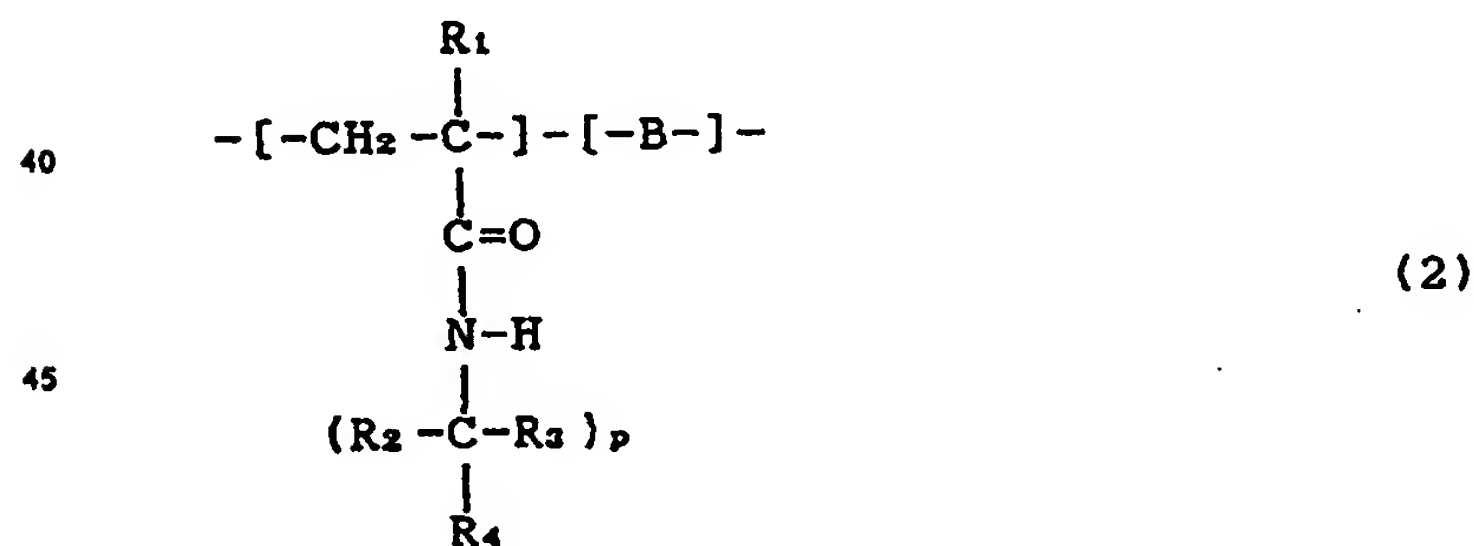 R1
40 -[-CH2-C-]-[-B-]-
C=O
(2)
N-H
45
(R2-C-R3)p
R4